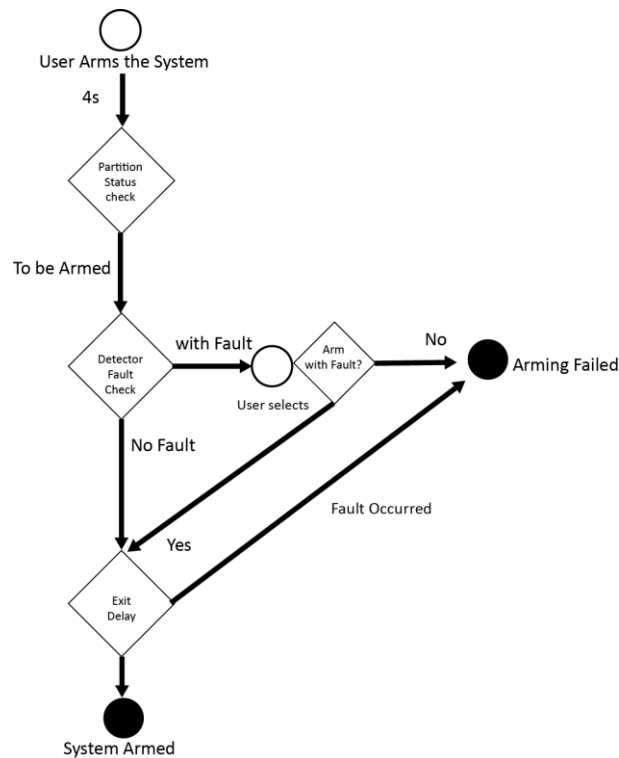 User Arms the System
4s
Partition
Status
check
To be Armed
Detector
Fault
Check
with Fault
User selects
Arm
with Fault?
No
Arming Failed
No Fault
Yes
Fault Occurred
Exit
Delay
System Armed